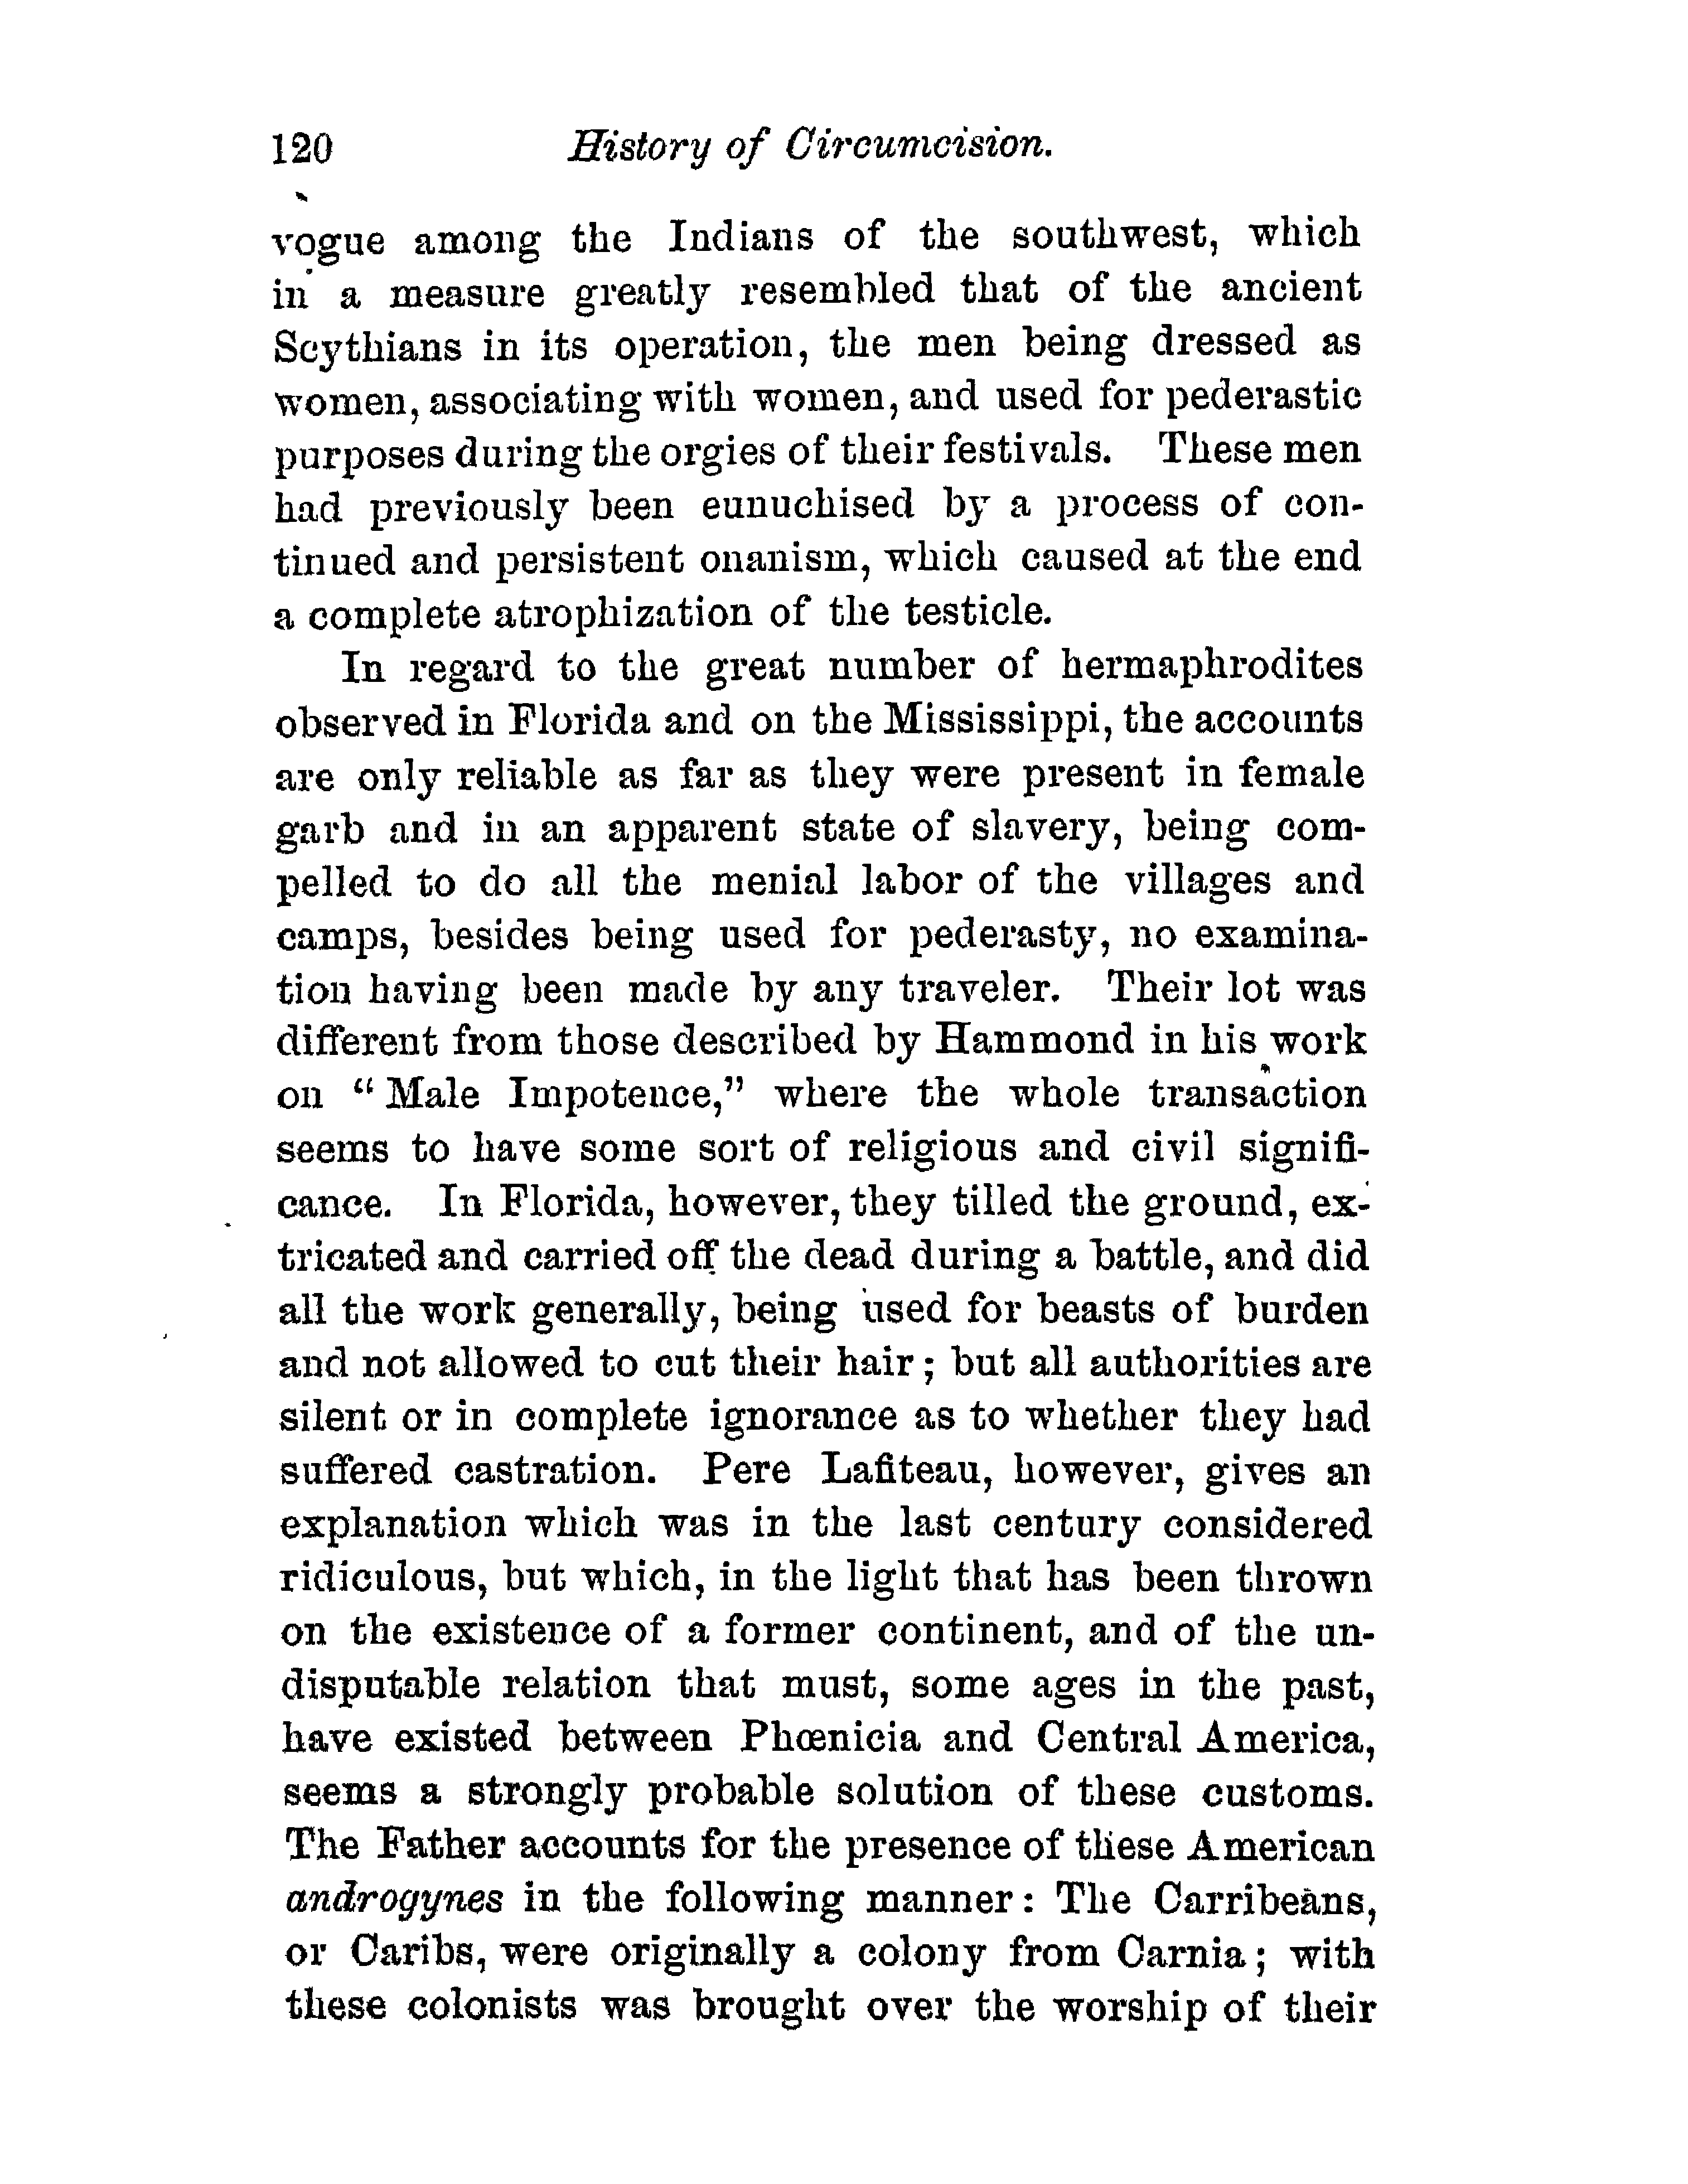 120 History of Circumcision.
vogue among the Indians of the southwest, which
in a measure greatly resembled that of the ancient
Scythians in its operation, the men being dressed as
women, associating with women, and used for pederastic
purposes during the orgies of their festivals. These men
had previously been eunuchised by a process of con-
tinued and persistent onanism, which caused at the end
a complete atrophization of the testicle.
In regard to the great number of hermaphrodites
observed in Florida and on the Mississippi, the accounts
are only reliable as far as they were present in female
garb and in an apparent state of slavery, being com-
pelled to do all the menial labor of the villages and
camps, besides being used for pederasty, no examina-
tion having been made by any traveler. Their lot was
different from those described by Hammond in his work
on “Male Impotence,” where the whole transaction
seems to have some sort of religious and civil signifi-
cance. In Florida, however, they tilled the ground, ex-
tricated and carried off the dead during a battle, and did
all the work generally, being used for beasts of burden
and not allowed to cut their hair; but all authorities are
silent or in complete ignorance as to whether they had
suffered castration. Pere Lafiteau, however, gives an
explanation which was in the last century considered
ridiculous, but which, in the light that has been thrown
on the existence of a former continent, and of the un-
disputable relation that must, some ages in the past,
have existed between Phœnicia and Central America,
seems a strongly probable solution of these customs.
The Father accounts for the presence of these American
androgynes in the following manner: The Carribeans,
or Caribs, were originally a colony from Carnia; with
these colonists was brought over the worship of their